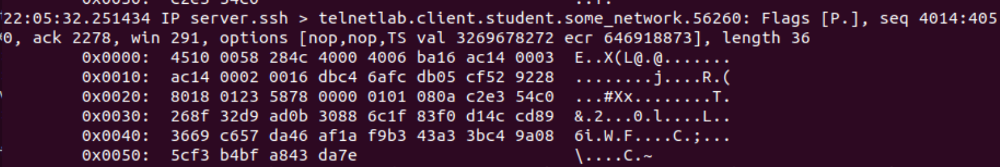 0x0050: c2e3 54c0 ..T.
22:05:32.251434 IP server.ssh > telnetlab.client.student.some_network.56260: Flags [P.], seq 4014:405
0, ack 2278, win 291, options [nop,nop,TS val 3269678272 ecr 646918873], length 36
0x0000: 4510 0058 284c 4000 4006 ba16 ac14 0003 E..X(L@.@.......
0x0010: ac14 0002 0016 dbc4 6afc db05 cf52 9228 ........j....R.(
0x0020: 8018 0123 5878 0000 0101 080a c2e3 54c0 ...#Xx........T.
0x0030: 268f 32d9 ad0b 3088 6c1f 83f0 d14c cd89 &.2...0.l....L..
0x0040: 3669 c657 da46 af1a f9b3 43a3 3bc4 9a08 6i.W.F....C.;...
0x0050: 5cf3 b4bf a843 da7e \....C.~